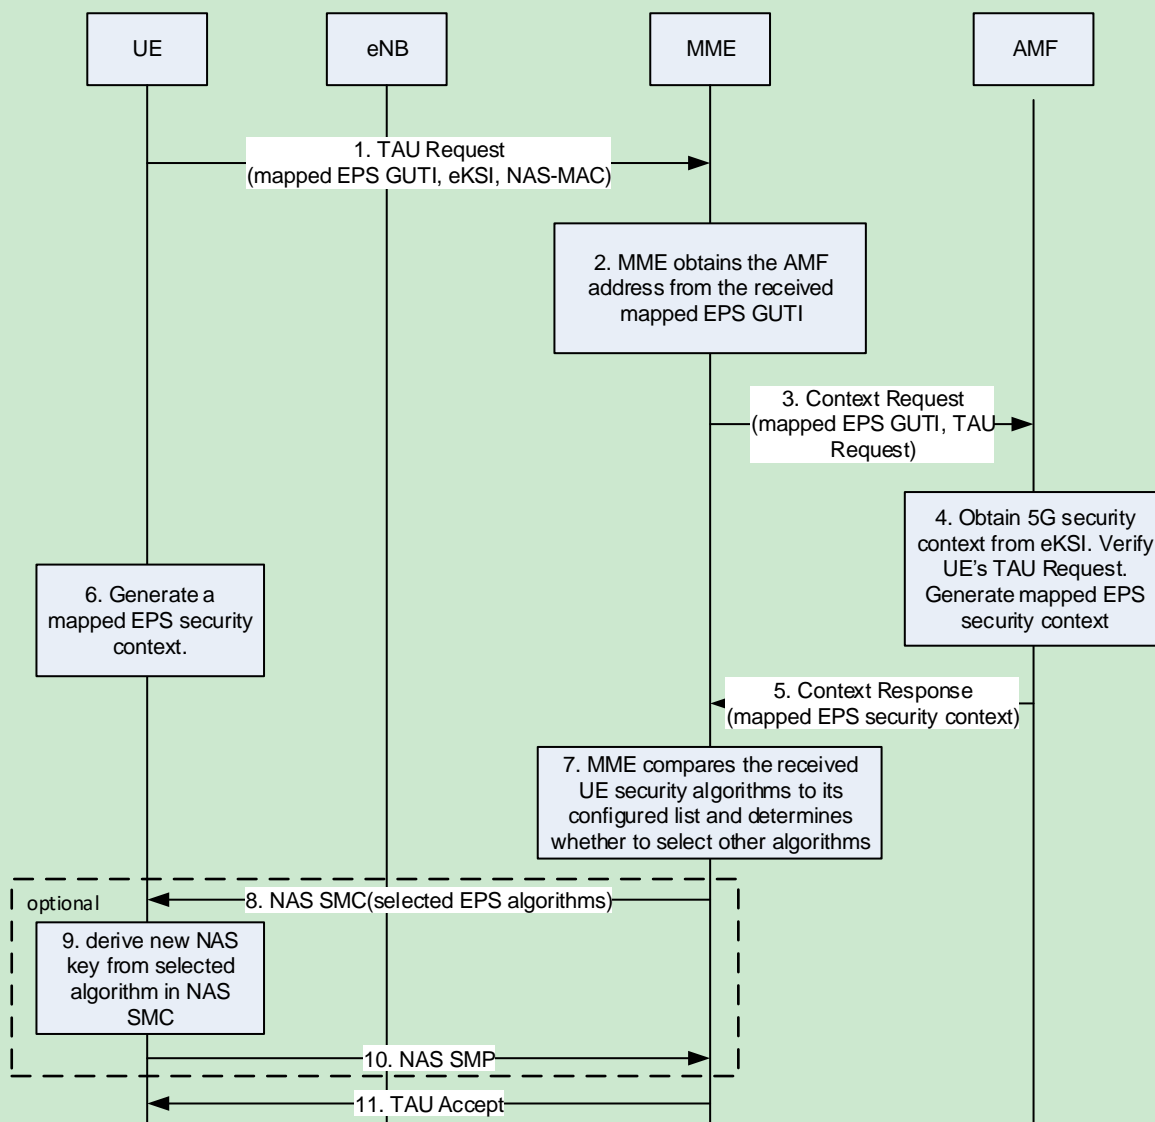 UE
eNB
MME
AMF
1. TAU Request
(mapped EPS GUTI, eKSI, NAS-MAC)
2. MME obtains the AMF
address from the received
mapped EPS GUTI
3. Context Request
(mapped EPS GUTI, TAU
Request)
4. Obtain 5G security
context from eKSI. Verify
UE's TAU Request.
Generate mapped EPS
security context
6. Generate a
mapped EPS security
context.
5. Context Response
(mapped EPS security context)
7. MME compares the received
UE security algorithms to its
configured list and determines
whether to select other algorithms
optional
8. NAS SMC(selected EPS algorithms)
9. derive new NAS
key from selected
algorithm in NAS
SMC
10. NAS SMP
11. TAU Accept